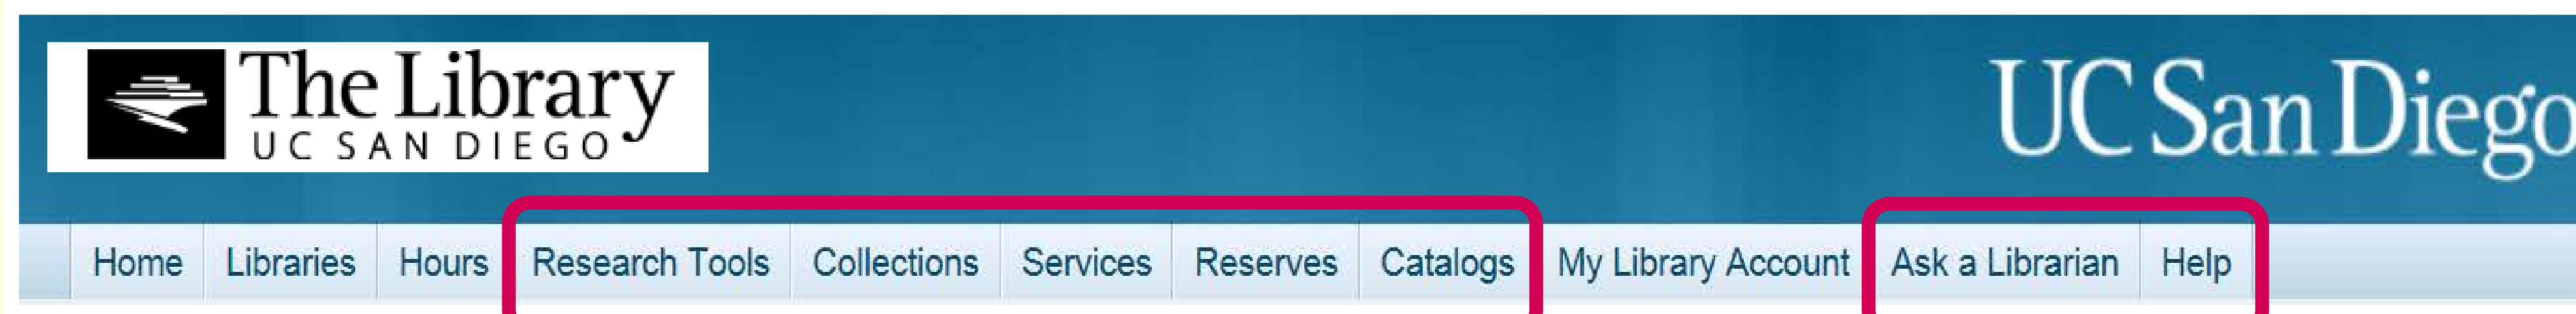 The Library
UC SAN DIEGO
UC San Diego
Home Libraries Hours Research Tools Collections Services Reserves Catalogs My Library Account Ask a Librarian Help